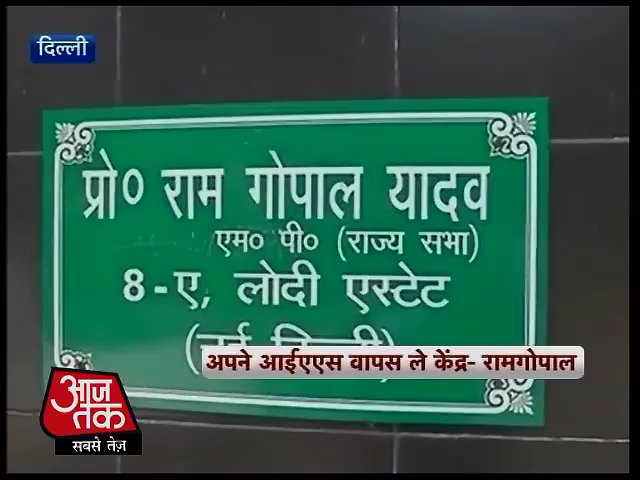 दिल्ली
प्रो० राम गोपाल यादव
एम० पी० (राज्य सभा)
8-ए, लोदी एस्टेट
अपने आईएएस वापस ले केंद्र- रामगोपाल
आज
तक
सबसे तेज़